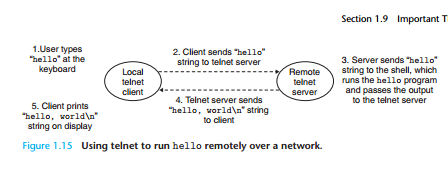 Section 1.9 Important T
1.User types
"hello" at the
keyboard
2. Client sends "hello"
string to telnet server
3. Server sends "hello"
string to the shell, which
runs the hello program
and passes the output
to the telnet server
Local
telnet
client
Remote
telnet
server
4. Telnet server sends
"hello, world\n" string
to client
5. Client prints
"hello, world\n"
string on display
Figure 1.15 Using telnet to run hello remotely over a network.